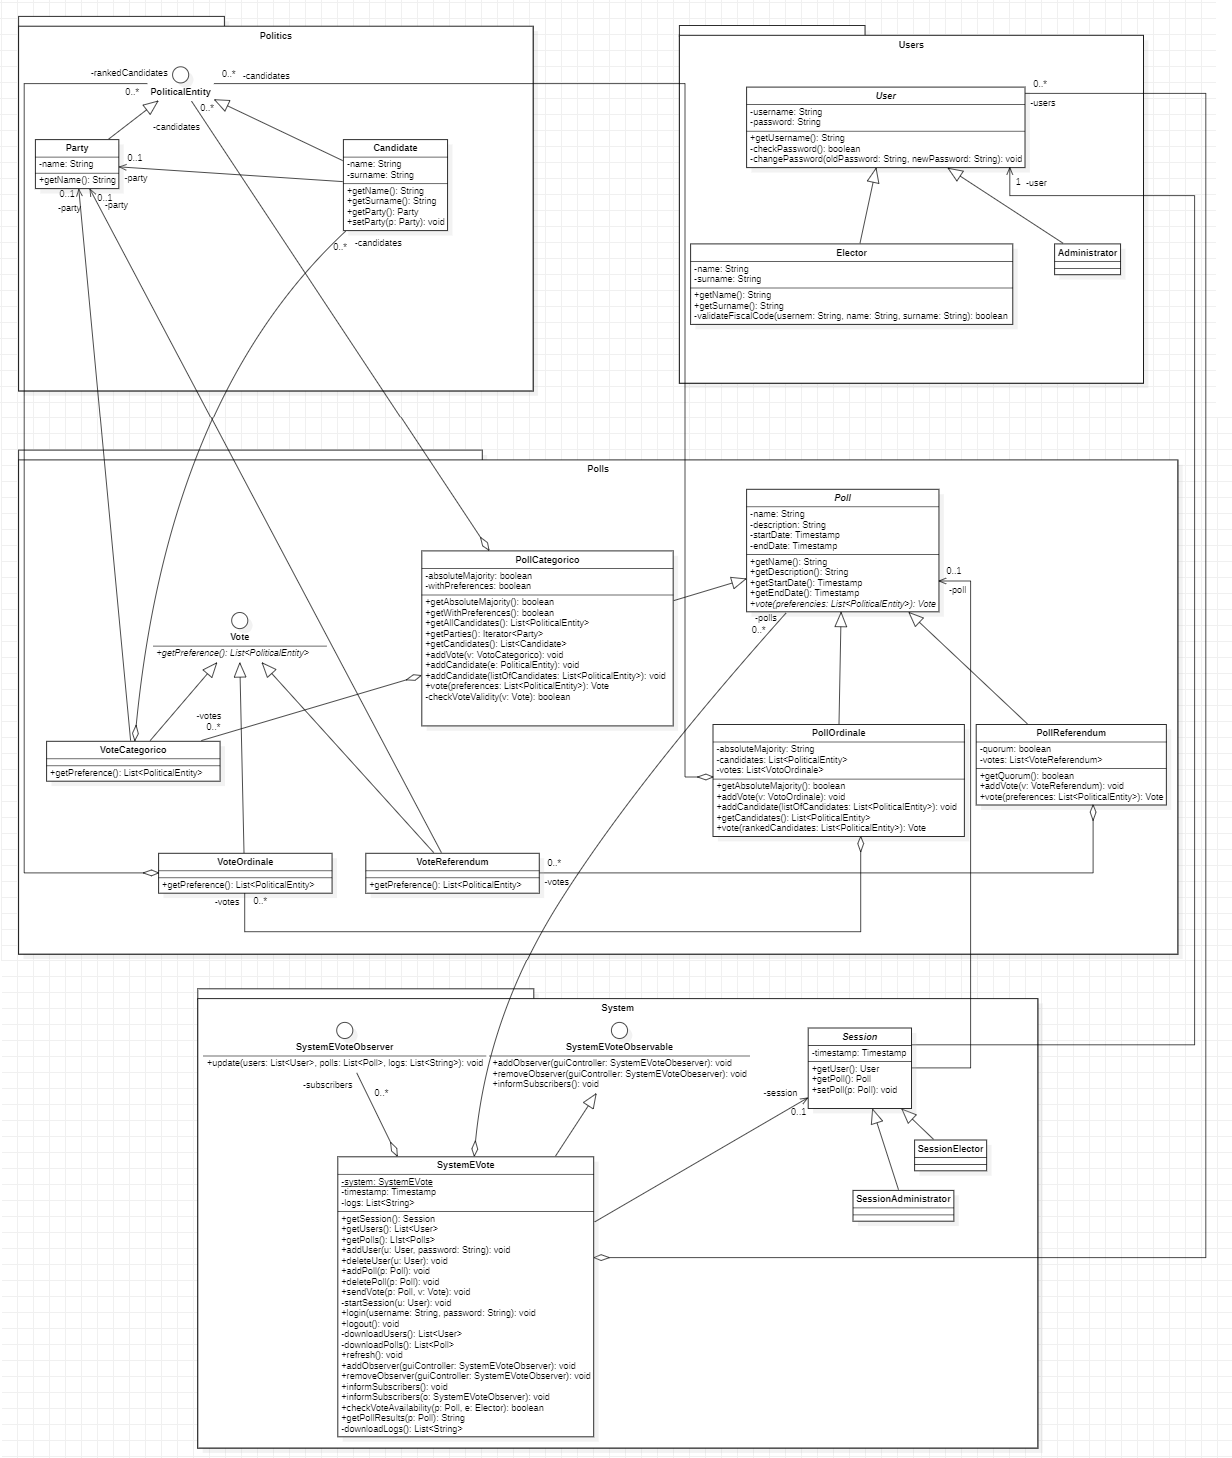 Politics
-rankedCandidates
0..*
-candidates
PoliticalEntity
0..*
0..*
-candidates
Party
-name: String
+getName(): String
0..1
-party
Candidate
-name: String
-surname: String
+getName(): String
+getSurname(): String
+getParty(): Party
+setParty(p: Party): void
0..1
-party
0..1
-party
0..*
-candidates
Users
User
-username: String
-password: String
+getUsername(): String
+checkPassword(): boolean
-changePassword(oldPassword: String, newPassword: String): void
0..*
-users
1
-user
Elector
-name: String
-surname: String
+getName(): String
+getSurname(): String
-validateFiscalCode(usernem: String, name: String, surname: String): boolean
Administrator
Polls
Poll
-name: String
-description: String
-startDate: Timestamp
-endDate: Timestamp
+getName(): String
+getDescription(): String
+getStartDate(): Timestamp
+getEndDate(): Timestamp
+vote(preferencies: List<PoliticalEntity>): Vote
0..1
-poll
-polls
0..*
PollCategorico
-absoluteMajority: boolean
-withPreferences: boolean
+getAbsoluteMajority(): boolean
+getWithPreferences(): boolean
+getAllCandidates(): List<PoliticalEntity>
+getParties(): Iterator<Party>
+getCandidates(): List<Candidate>
+addVote(v: VotoCategorico): void
+addCandidate(e: PoliticalEntity): void
+addCandidate(listOfCandidates: List<PoliticalEntity>): void
+vote(preferences: List<PoliticalEntity>): Vote
-checkVoteValidity(v: Vote): boolean
Vote
+getPreference(): List<PoliticalEntity>
-votes
0..*
VoteCategorico
+getPreference(): List<PoliticalEntity>
PollOrdinale
-absoluteMajority: String
-candidates: List<PoliticalEntity>
-votes: List<VotoOrdinale>
+getAbsoluteMajority(): boolean
+addVote(v: VotoOrdinale): void
+addCandidate(listOfCandidates: List<PoliticalEntity>): void
+getCandidates(): List<PoliticalEntity>
+vote(rankedCandidates: List<PoliticalEntity>): Vote
PollReferendum
-quorum: boolean
-votes: List<VoteReferendum>
+getQuorum(): boolean
+addVote(v: VoteReferendum): void
+vote(preferences: List<PoliticalEntity>): Vote
VoteOrdinale
+getPreference(): List<PoliticalEntity>
-votes
0..*
VoteReferendum
+getPreference(): List<PoliticalEntity>
0..*
-votes
System
SystemEVoteObserver
+update(users: List<User>, polls: List<Poll>, logs: List<String>): void
-subscribers
0..*
SystemEVoteObservable
+addObserver(guiController: SystemEVoteObeserver): void
+removeObserver(guiController: SystemEVoteObeserver): void
+informSubscribers(): void
Session
-timestamp: Timestamp
+getUser(): User
+getPoll(): Poll
+setPoll(p: Poll): void
-session
0..1
SessionElector
SessionAdministrator
SystemEVote
-system: SystemEVote
-timestamp: Timestamp
-logs: List<String>
+getSession(): Session
+getUsers(): List<User>
+getPolls(): LIst<Polls>
+addUser(u: User, password: String): void
+deleteUser(u: User): void
+addPoll(p: Poll): void
+deletePoll(p: Poll): void
+sendVote(p: Poll, v: Vote): void
-startSession(u: User): void
+login(username: String, password: String): void
+logout(): void
-downloadUsers(): List<User>
-downloadPolls(): List<Poll>
+refresh(): void
+addObserver(guiController: SystemEVoteObserver): void
+removeObserver(guiController: SystemEVoteObserver): void
+informSubscribers(): void
+informSubscribers(o: SystemEVoteObserver): void
+checkVoteAvailability(p: Poll, e: Elector): boolean
+getPollResults(p: Poll): String
-downloadLogs(): List<String>